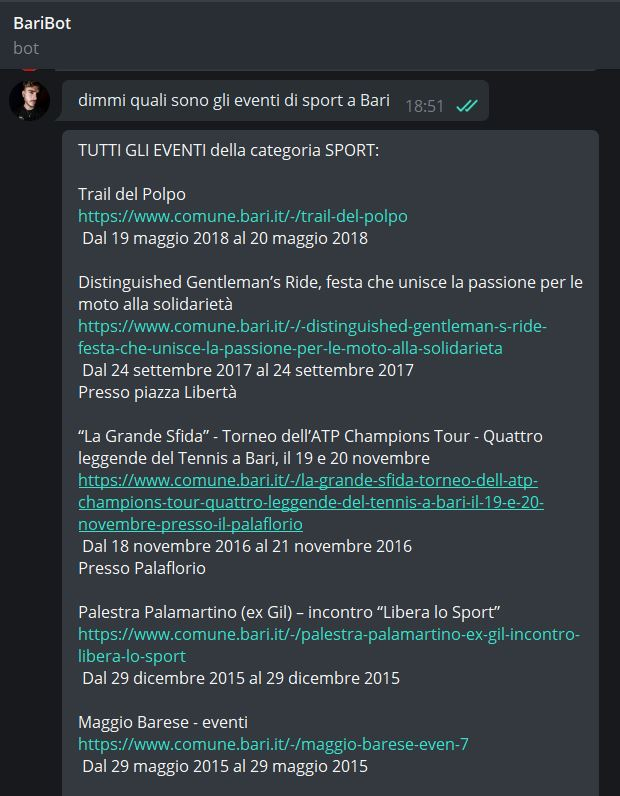 BariBot
bot
dimmi quali sono gli eventi di sport a Bari 18:51
TUTTI GLI EVENTI della categoria SPORT:
Trail del Polpo
https://www.comune.bari.it/-/trail-del-polpo
Dal 19 maggio 2018 al 20 maggio 2018
Distinguished Gentleman’s Ride, festa che unisce la passione per le
moto alla solidarietà
https://www.comune.bari.it/-/-distinguished-gentleman-s-ride-
festa-che-unisce-la-passione-per-le-moto-alla-solidarieta
Dal 24 settembre 2017 al 24 settembre 2017
Presso piazza Libertà
“La Grande Sfida” - Torneo dell’ATP Champions Tour - Quattro
leggende del Tennis a Bari, il 19 e 20 novembre
https://www.comune.bari.it/-/la-grande-sfida-torneo-dell-atp-
champions-tour-quattro-leggende-del-tennis-a-bari-il-19-e-20-
novembre-presso-il-palaflorio
Dal 18 novembre 2016 al 21 novembre 2016
Presso Palaflorio
Palestra Palamartino (ex Gil) – incontro “Libera lo Sport”
https://www.comune.bari.it/-/palestra-palamartino-ex-gil-incontro-
libera-lo-sport
Dal 29 dicembre 2015 al 29 dicembre 2015
Maggio Barese - eventi
https://www.comune.bari.it/-/maggio-barese-even-7
Dal 29 maggio 2015 al 29 maggio 2015